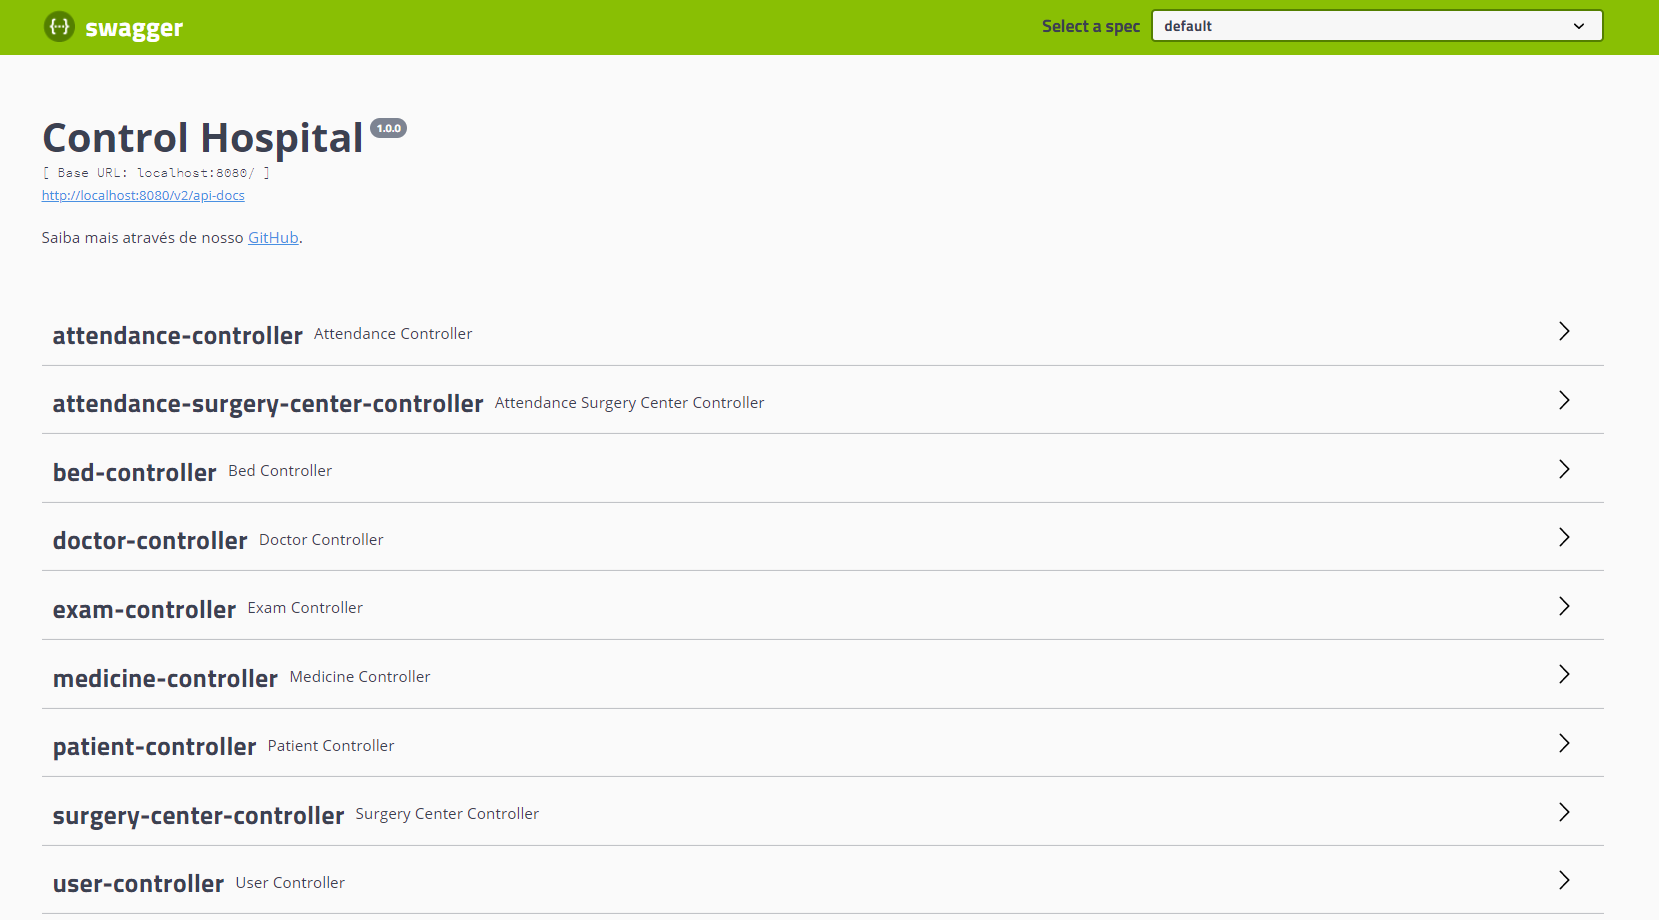 {···} swagger Select a spec default
Control Hospital 1.0.0
[ Base URL: localhost:8080/ ]
http://localhost:8080/v2/api-docs
Saiba mais através de nosso GitHub.
attendance-controller Attendance Controller
attendance-surgery-center-controller Attendance Surgery Center Controller
bed-controller Bed Controller
doctor-controller Doctor Controller
exam-controller Exam Controller
medicine-controller Medicine Controller
patient-controller Patient Controller
surgery-center-controller Surgery Center Controller
user-controller User Controller